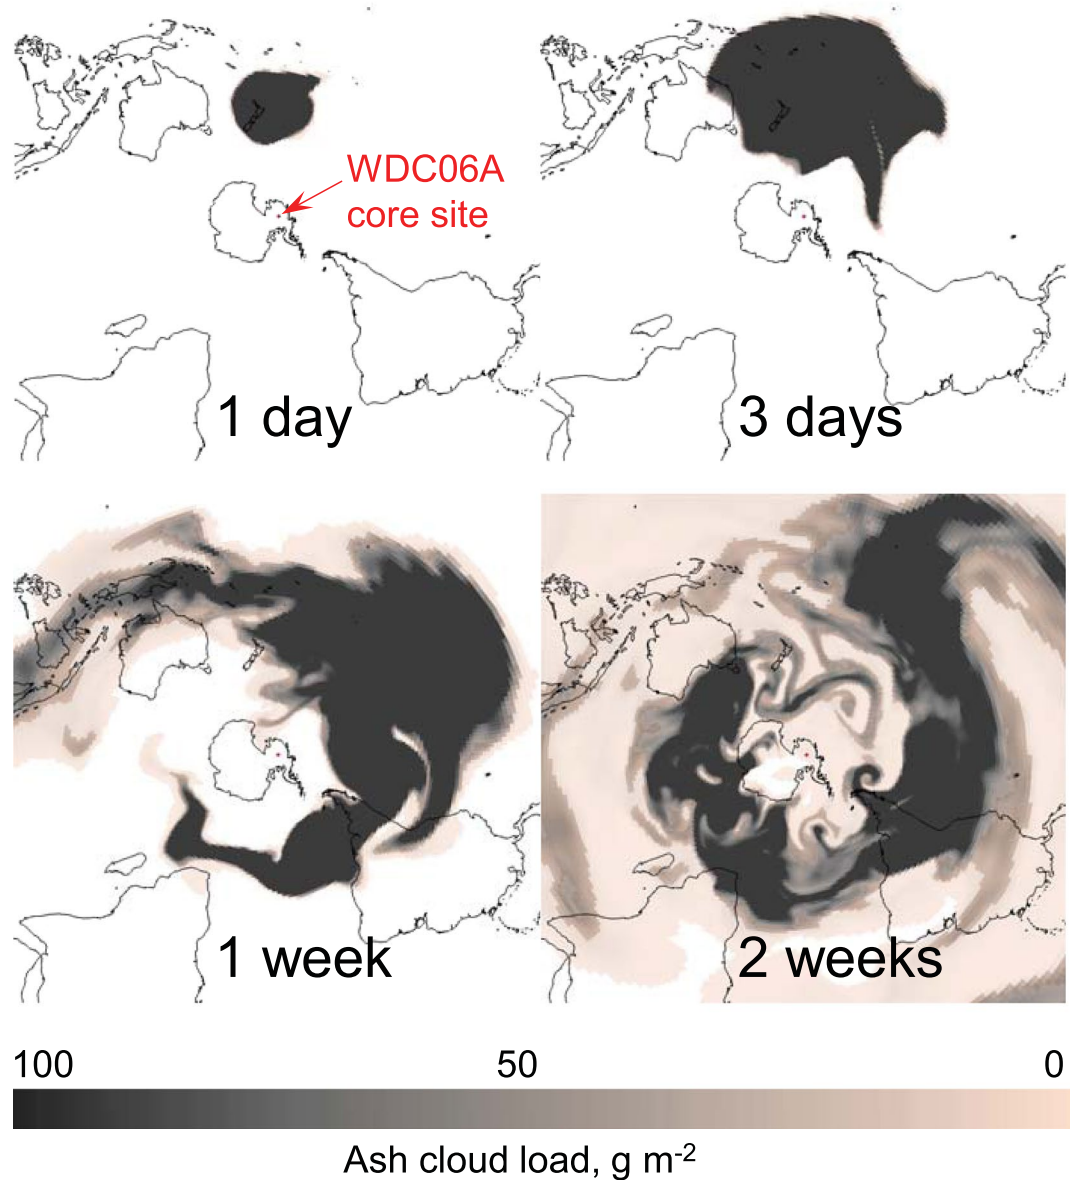 WDC06A
core site
1 day
3 days
1 week
2 weeks
100 50 0
Ash cloud load, g m⁻²